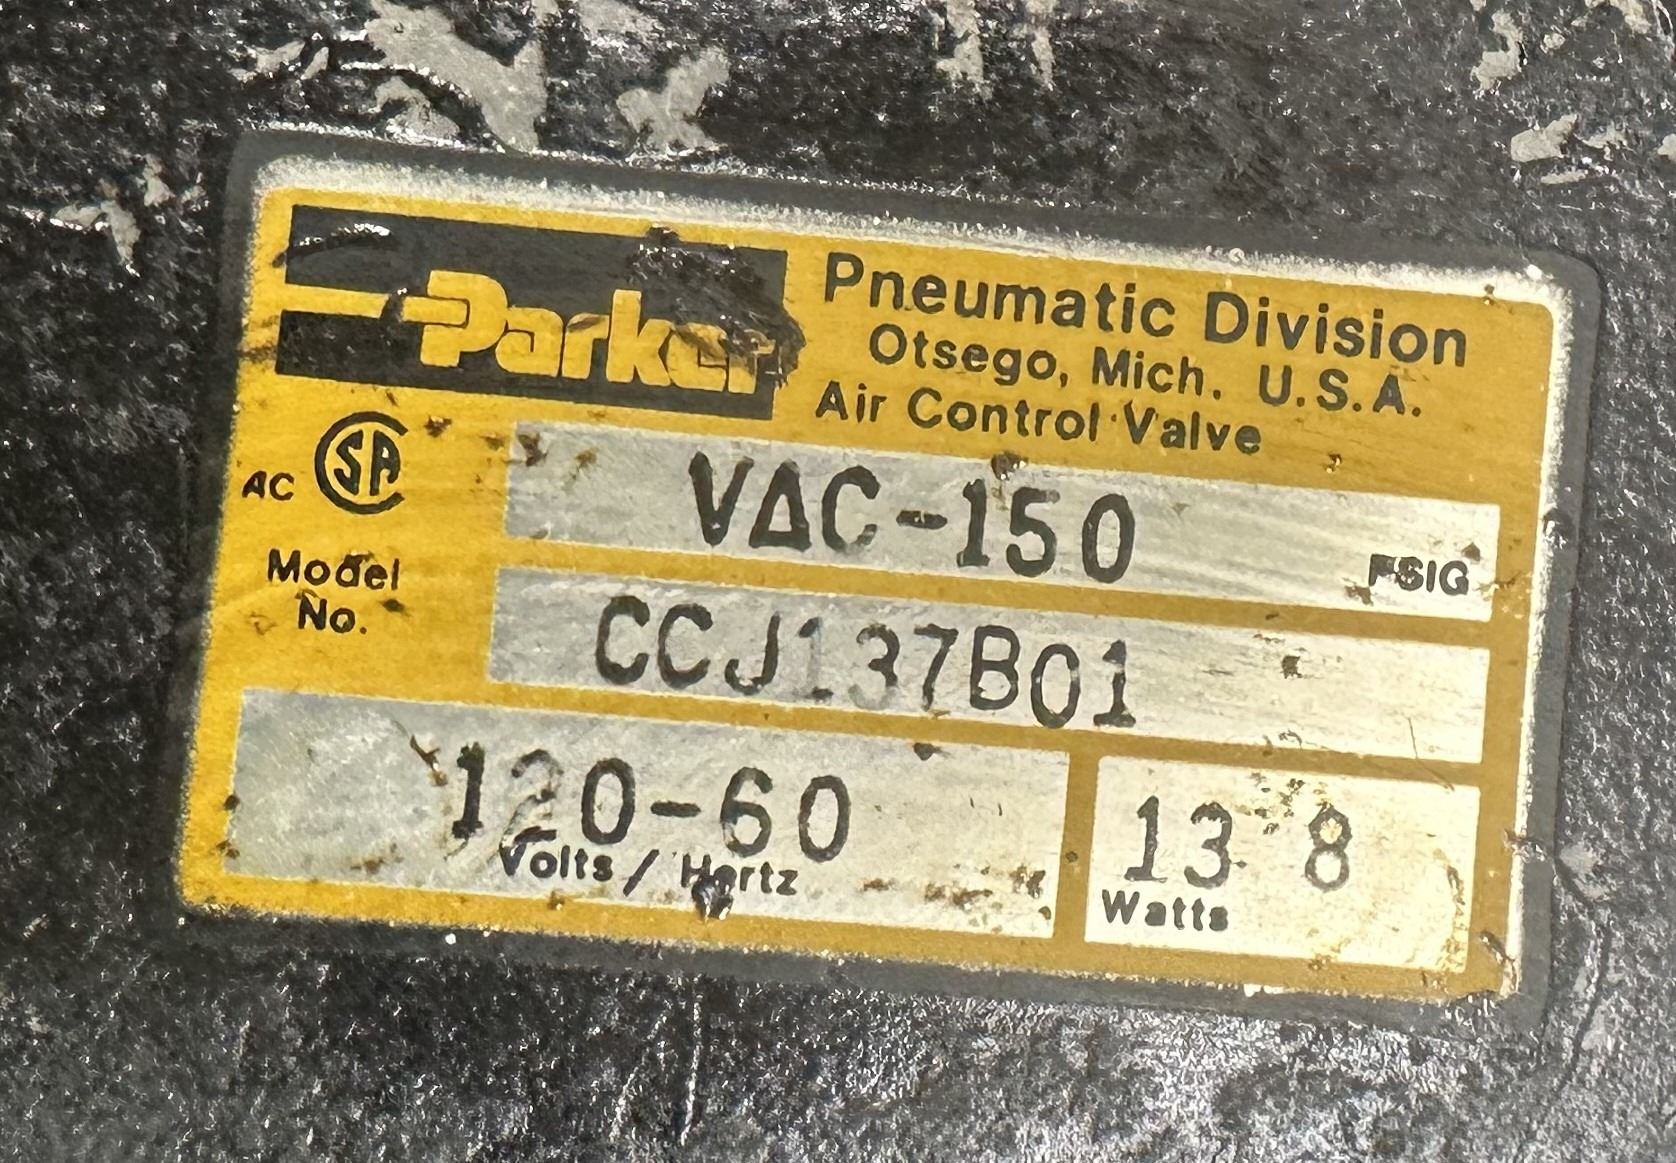 Parker
Pneumatic Division
Otsego, Mich. U.S.A.
Air Control Valve
AC SA
VAC-150 PSIG
Model
No.
CCJ137B01
120-60
Volts / Hertz
13 8
Watts